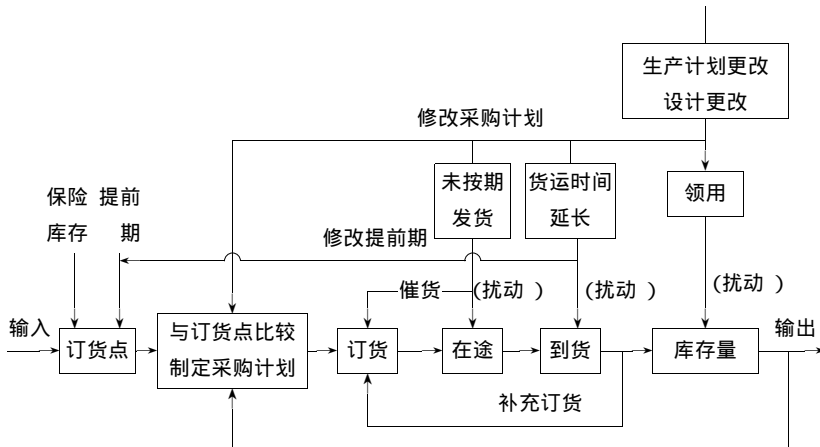 生产计划更改
设计更改
修改采购计划
保险 提前
库存 期
未按期
发货
货运时间
延长
领用
修改提前期
催货
(扰动 )
(扰动 )
(扰动 )
输入
订货点
与订货点比较
制定采购计划
订货
在途
到货
库存量
输出
补充订货